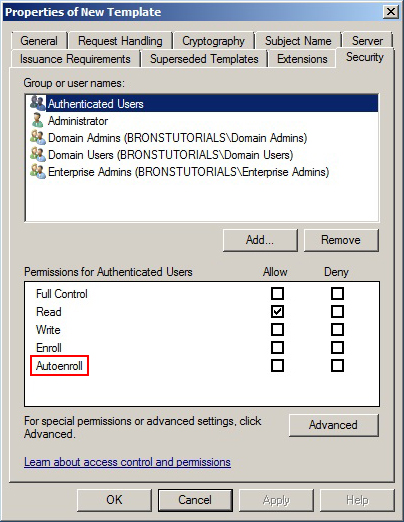 Properties of New Template
General
Request Handling
Cryptography
Subject Name
Server
Issuance Requirements
Superseded Templates
Extensions
Security
Group or user names:
Authenticated Users
Administrator
Domain Admins (BRONSTUTORIALS\Domain Admins)
Domain Users (BRONSTUTORIALS\Domain Users)
Enterprise Admins (BRONSTUTORIALS\Enterprise Admins)
Add...
Remove
Permissions for Authenticated Users
Allow
Deny
Full Control
Read
Write
Enroll
Autoenroll
For special permissions or advanced settings, click
Advanced.
Advanced
Learn about access control and permissions
OK
Cancel
Apply
Help